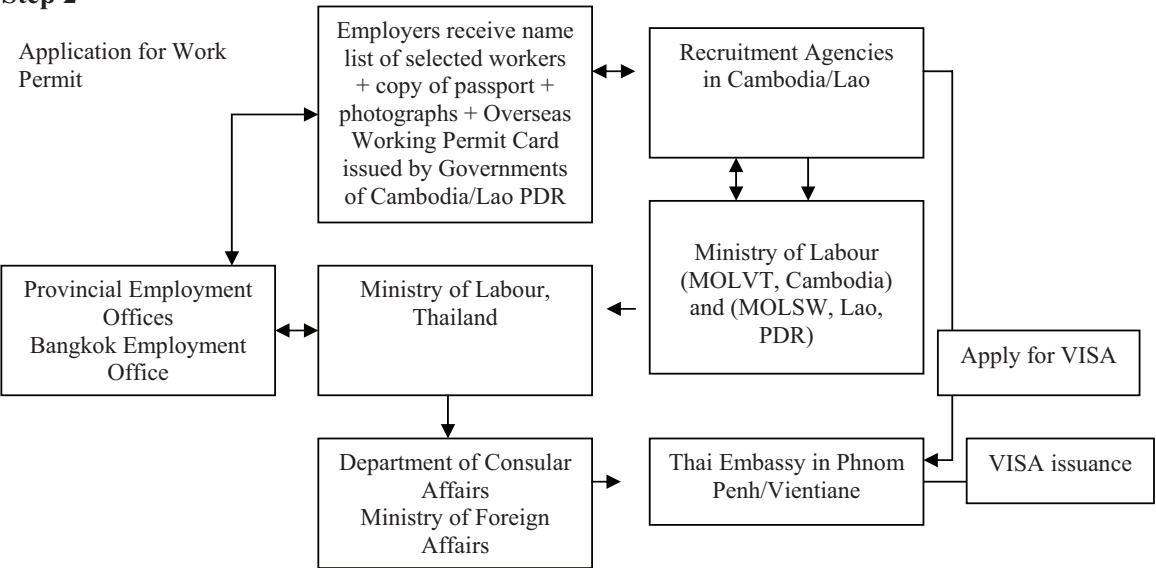 Step 2
Application for Work
Permit
Employers receive name
list of selected workers
+ copy of passport +
photographs + Overseas
Working Permit Card
issued by Governments
of Cambodia/Lao PDR
Recruitment Agencies
in Cambodia/Lao
Ministry of Labour
(MOLVT, Cambodia)
and (MOLSW, Lao,
PDR)
Provincial Employment
Offices
Bangkok Employment
Office
Ministry of Labour,
Thailand
Apply for VISA
Department of Consular
Affairs
Ministry of Foreign
Affairs
Thai Embassy in Phnom
Penh/Vientiane
VISA issuance